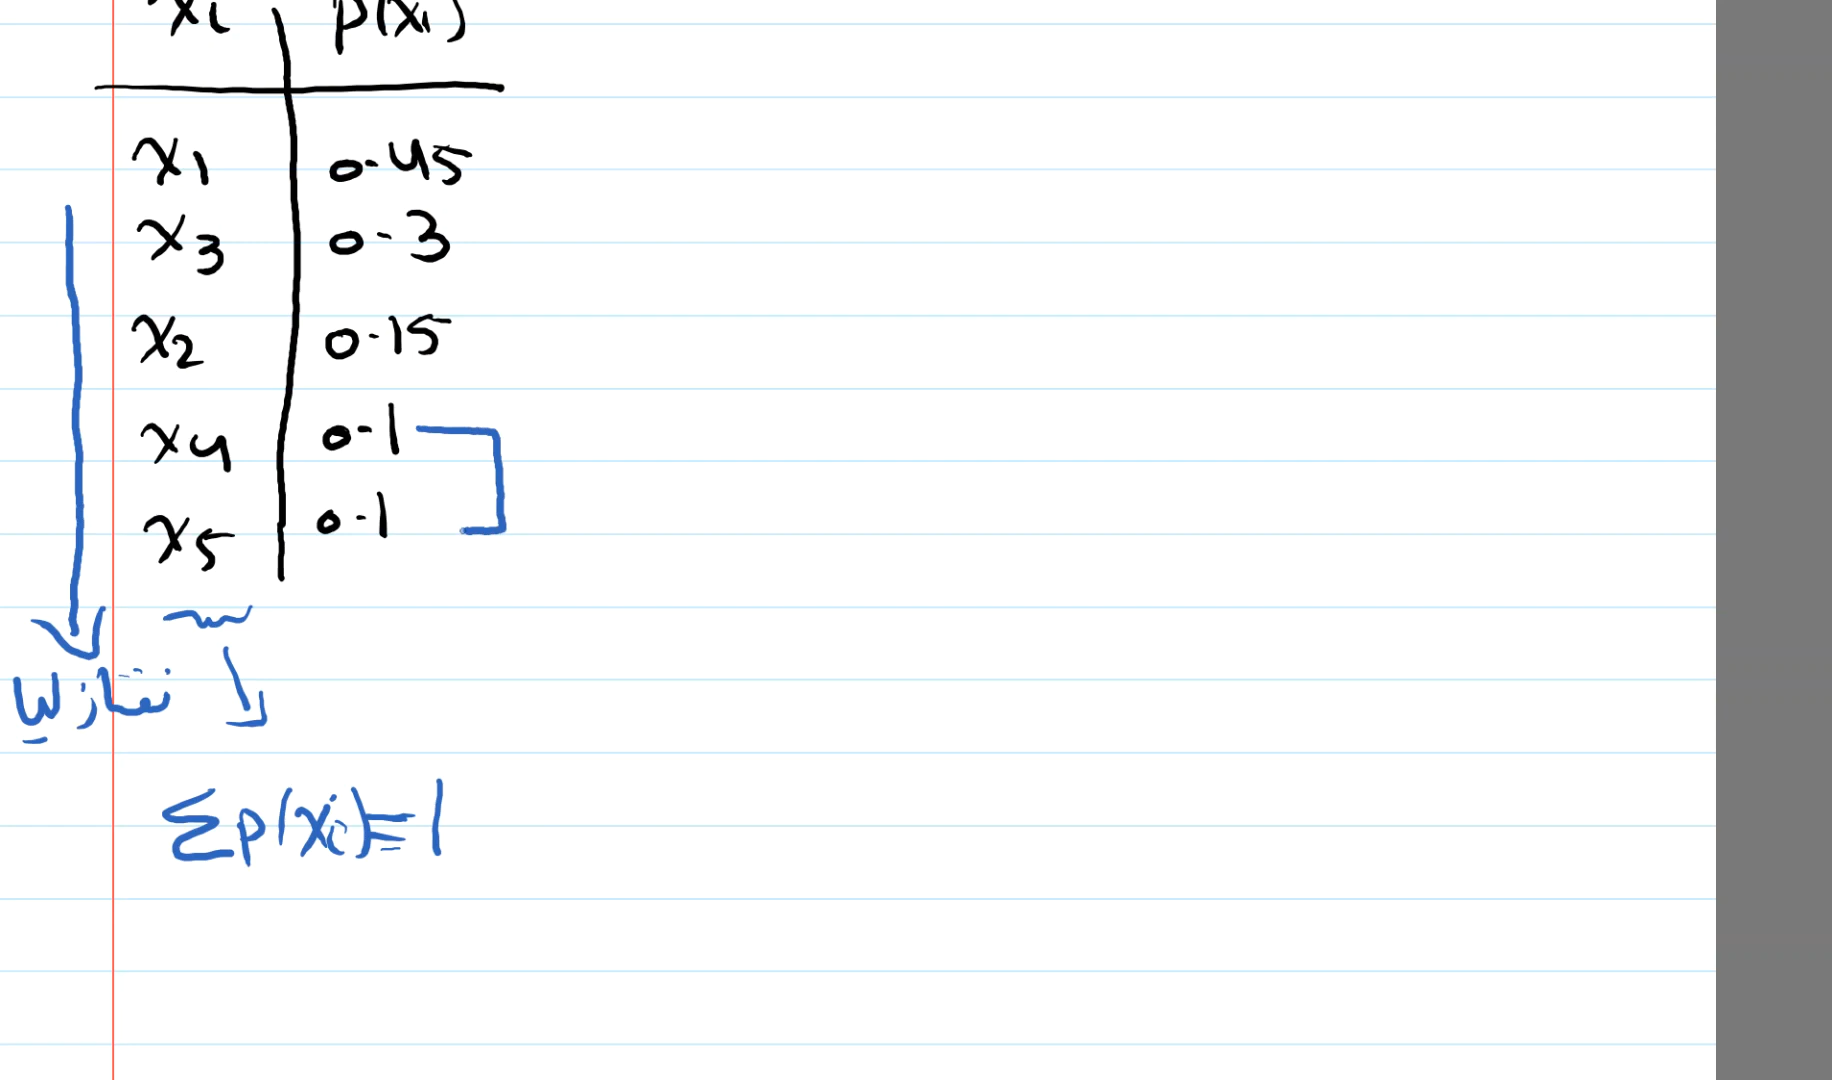 xi | p(xi)
x1 | 0.45
x3 | 0.3
x2 | 0.15
x4 | 0.1
x5 | 0.1
تنازليا
Σp(xi)=1